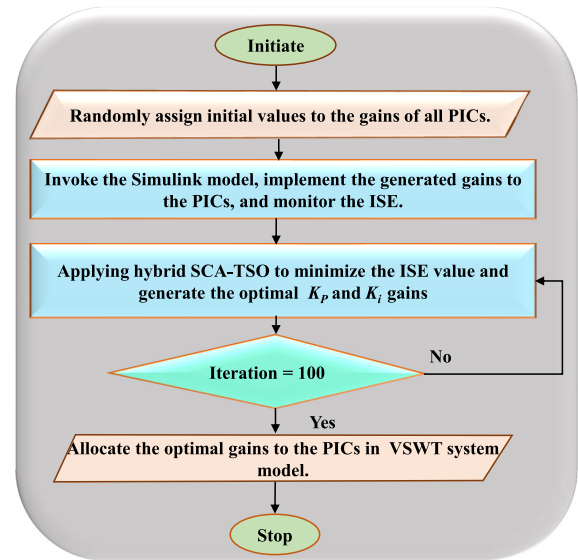 Initiate
Randomly assign initial values to the gains of all PICs.
Invoke the Simulink model, implement the generated gains to
the PICs, and monitor the ISE.
Applying hybrid SCA-TSO to minimize the ISE value and
generate the optimal K_P and K_i gains
No
Iteration = 100
Yes
Allocate the optimal gains to the PICs in VSWT system
model.
Stop